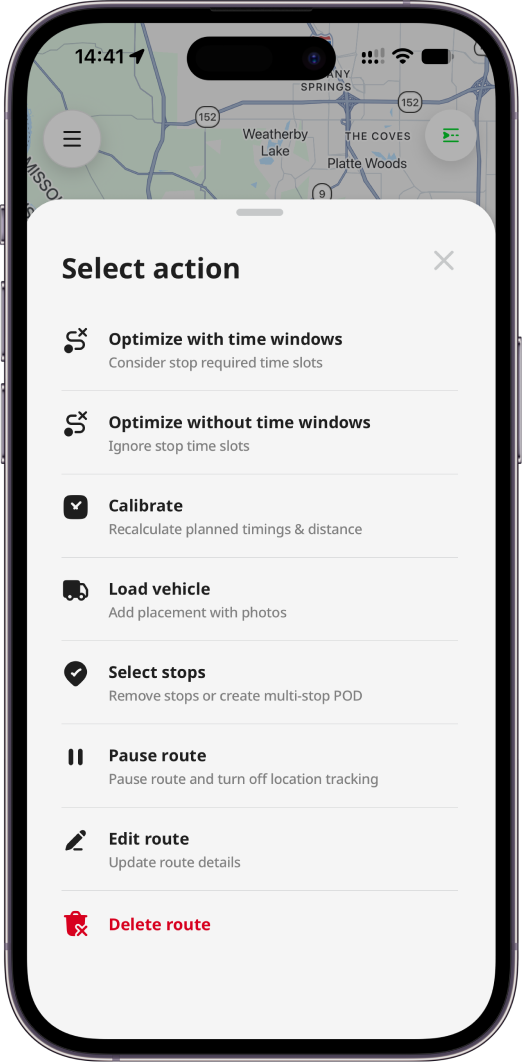 14:41
ANY
SPRINGS
152
152
Weatherby
Lake
THE COVES
Platte Woods
MISSO
9
Select action
Optimize with time windows
Consider stop required time slots
Optimize without time windows
Ignore stop time slots
Calibrate
Recalculate planned timings & distance
Load vehicle
Add placement with photos
Select stops
Remove stops or create multi-stop POD
Pause route
Pause route and turn off location tracking
Edit route
Update route details
Delete route